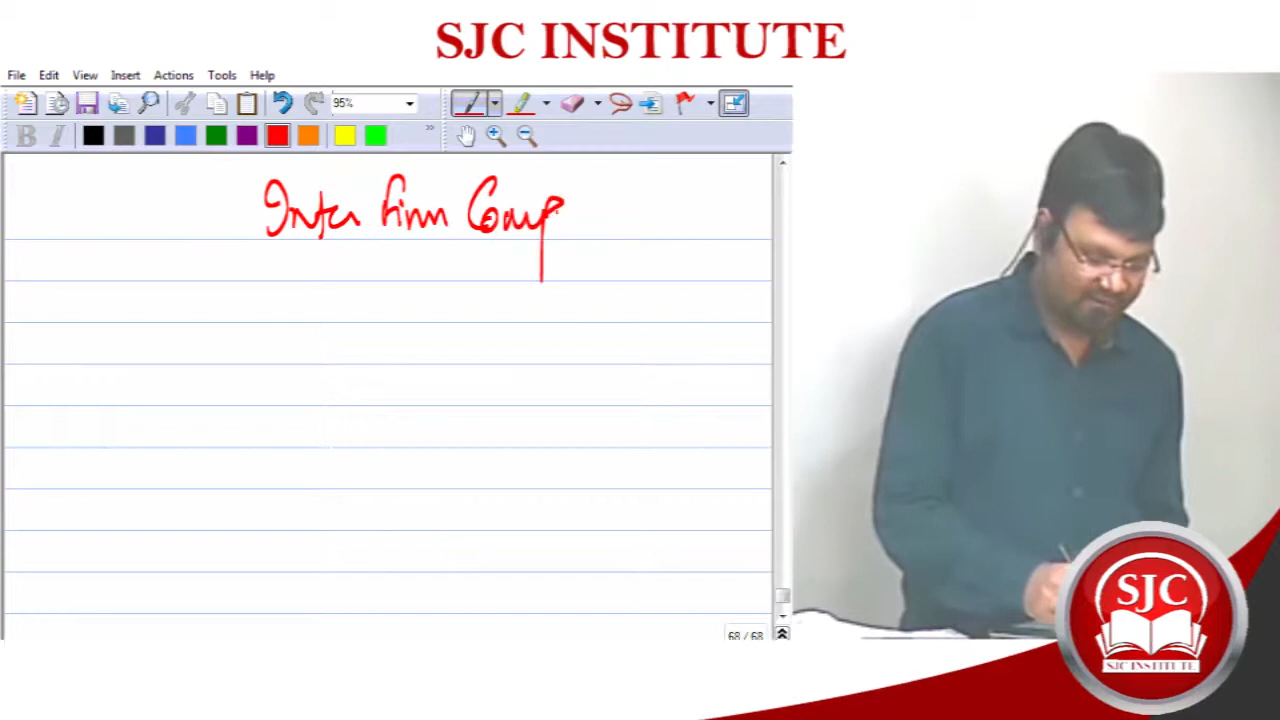 SJC INSTITUTE
File Edit View Insert Actions Tools Help
95%
B I
Inter Firm Comp
68 / 68
SJC
SJC INSTITUTE